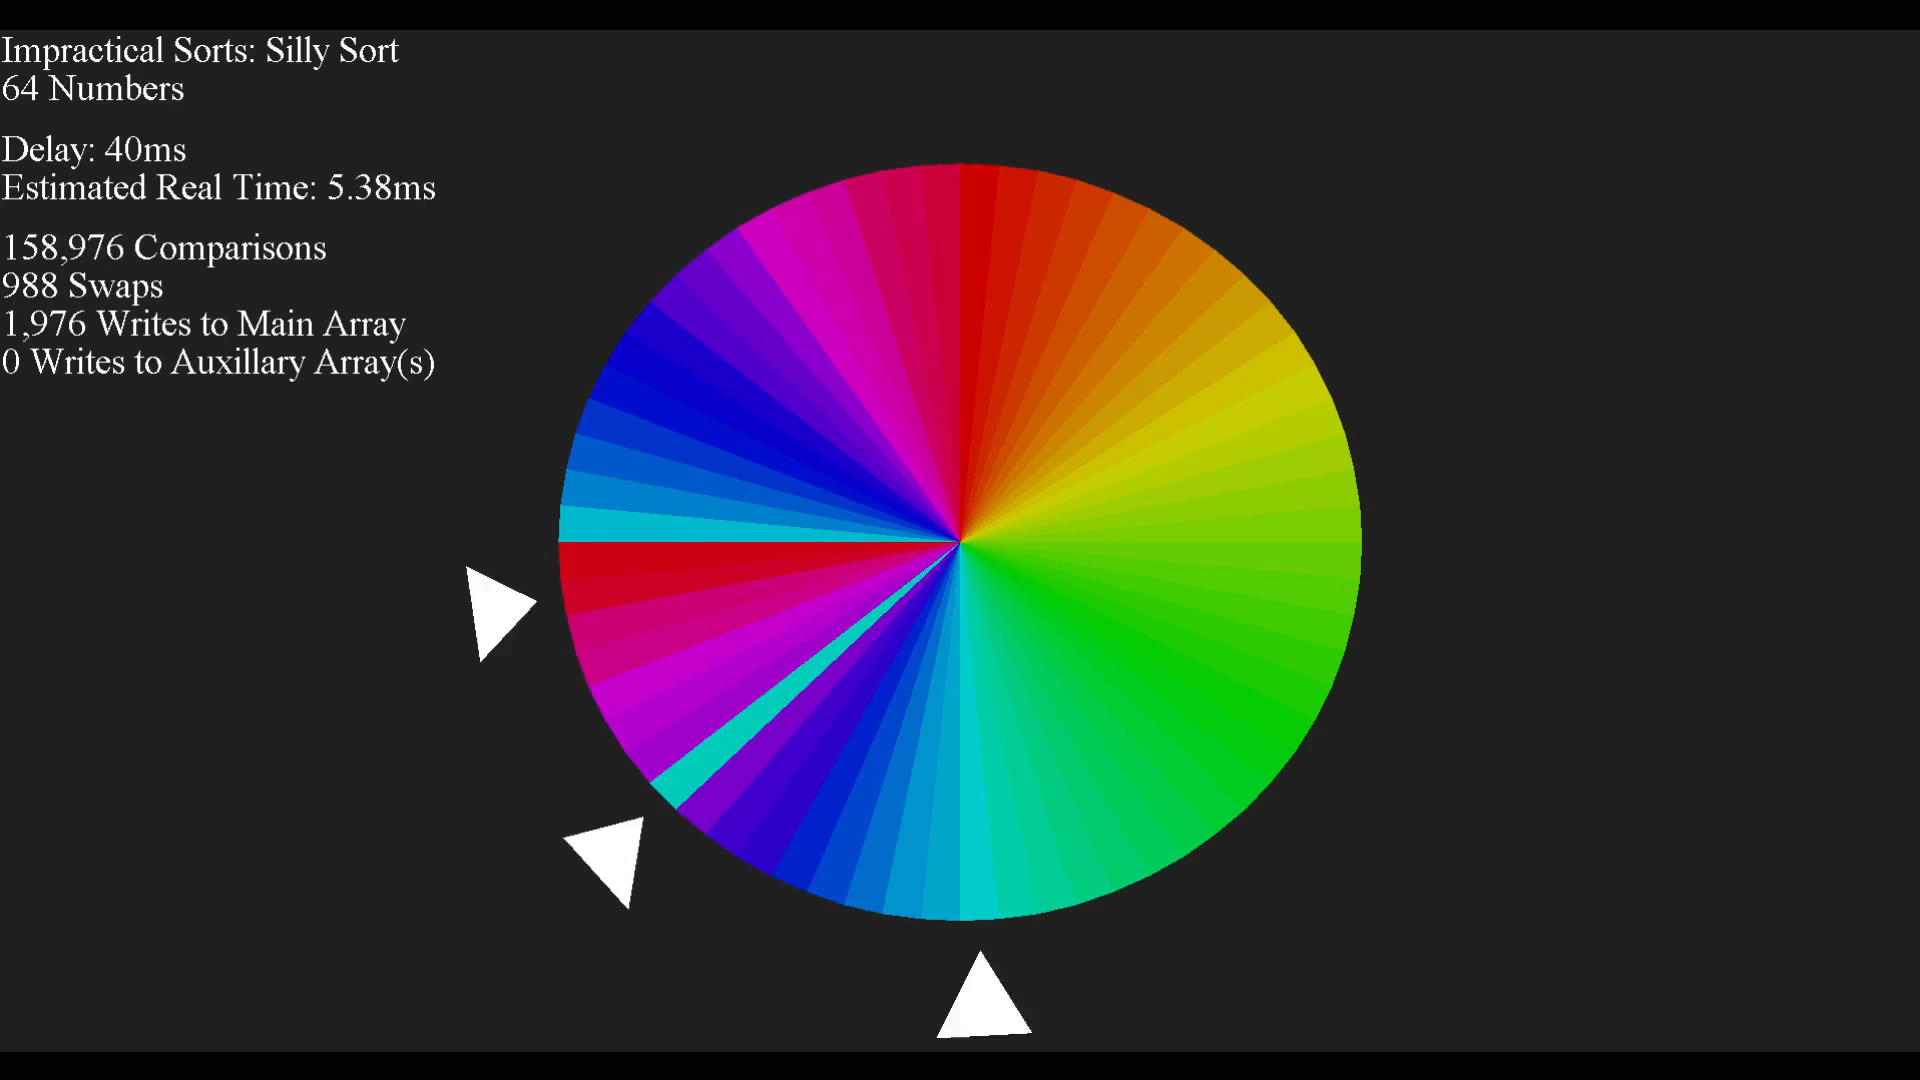 Impractical Sorts: Silly Sort
64 Numbers
Delay: 40ms
Estimated Real Time: 5.38ms
158,976 Comparisons
988 Swaps
1,976 Writes to Main Array
0 Writes to Auxillary Array(s)